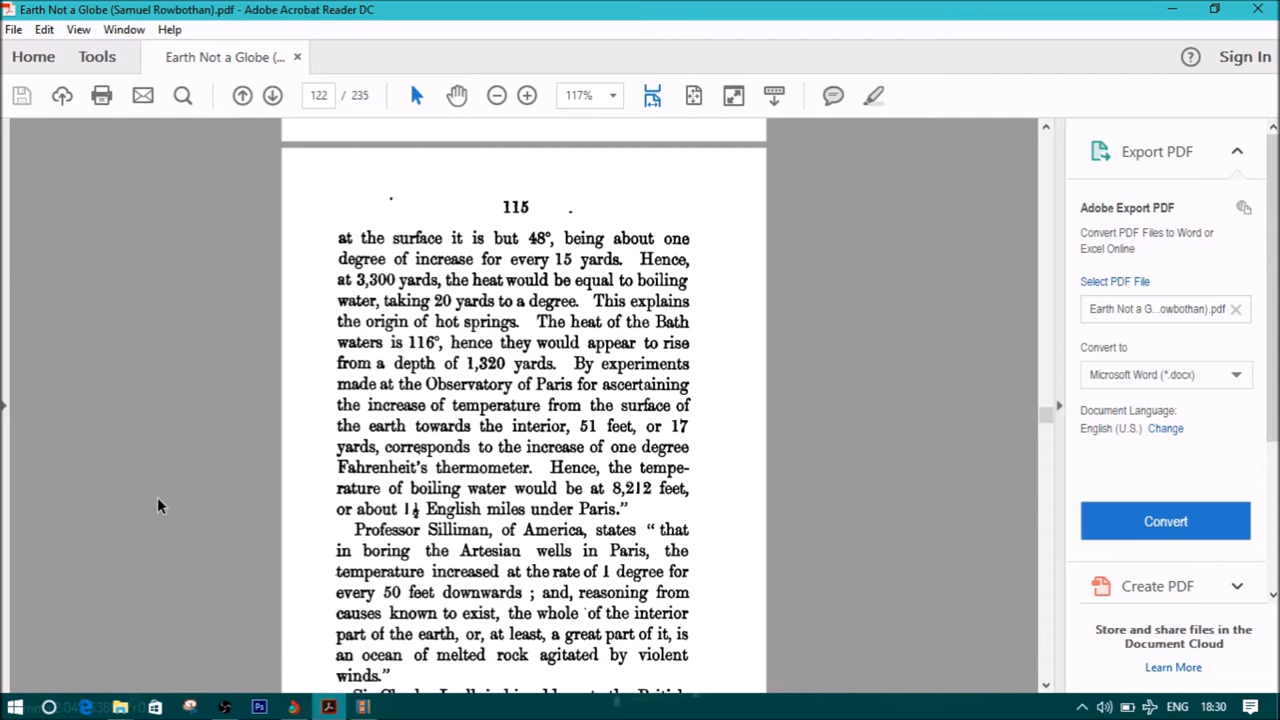 Earth Not a Globe (Samuel Rowbothan).pdf - Adobe Acrobat Reader DC
File Edit View Window Help
Home Tools Earth Not a Globe (... × Sign In
122 / 235 117%
115
at the surface it is but 48°, being about one
degree of increase for every 15 yards. Hence,
at 3,300 yards, the heat would be equal to boiling
water, taking 20 yards to a degree. This explains
the origin of hot springs. The heat of the Bath
waters is 116°, hence they would appear to rise
from a depth of 1,320 yards. By experiments
made at the Observatory of Paris for ascertaining
the increase of temperature from the surface of
the earth towards the interior, 51 feet, or 17
yards, corresponds to the increase of one degree
Fahrenheit's thermometer. Hence, the tempe-
rature of boiling water would be at 8,212 feet,
or about 1½ English miles under Paris."
Professor Silliman, of America, states "that
in boring the Artesian wells in Paris, the
temperature increased at the rate of 1 degree for
every 50 feet downwards; and, reasoning from
causes known to exist, the whole of the interior
part of the earth, or, at least, a great part of it, is
an ocean of melted rock agitated by violent
winds."
Export PDF
Adobe Export PDF
Convert PDF Files to Word or
Excel Online
Select PDF File
Earth Not a G...owbothan).pdf
Convert to
Microsoft Word (*.docx)
Document Language:
English (U.S.) Change
Convert
Create PDF
Store and share files in the
Document Cloud
Learn More
ENG 18:30